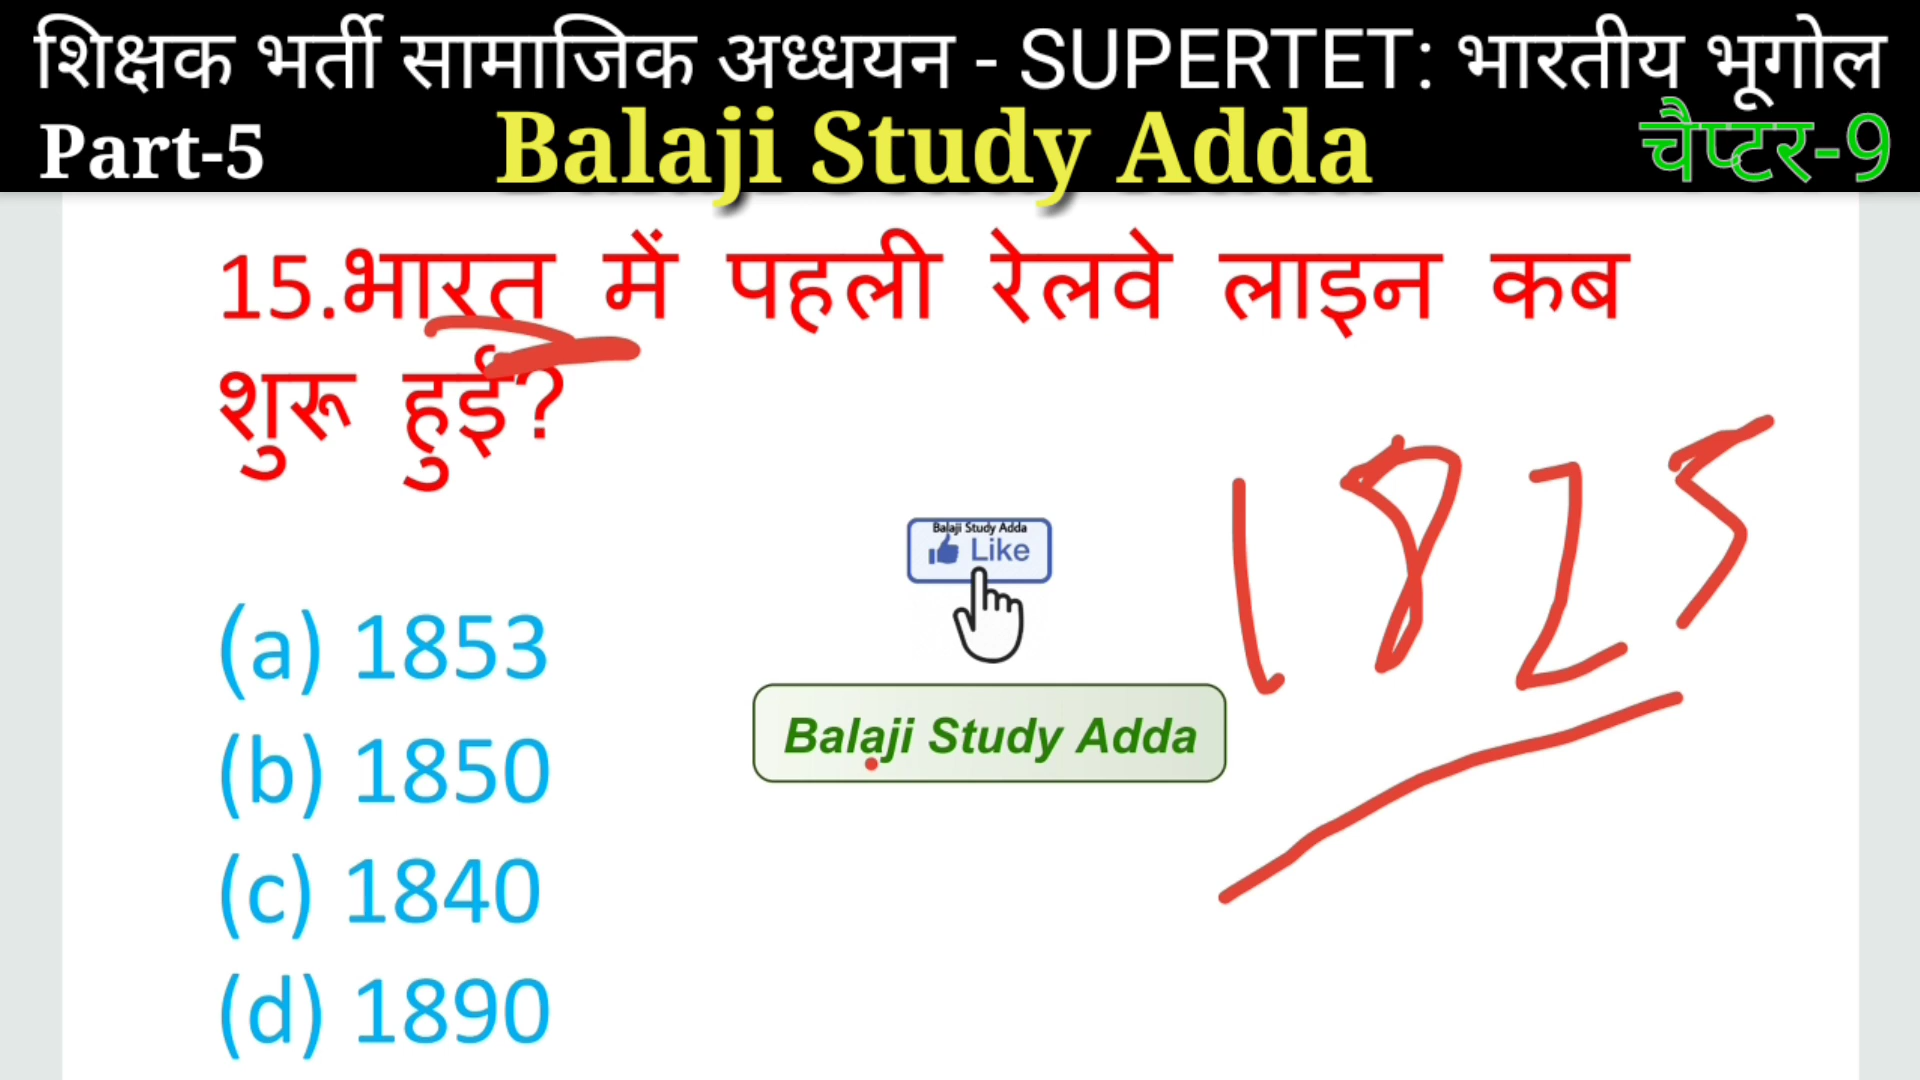 शिक्षक भर्ती सामाजिक अध्धयन - SUPERTET: भारतीय भूगोल
Part-5 Balaji Study Adda चैप्टर-9
15.भारत में पहली रेलवे लाइन कब
शुरू हुई?
1825
Balaji Study Adda
Like
(a) 1853
Balaji Study Adda
(b) 1850
(c) 1840
(d) 1890